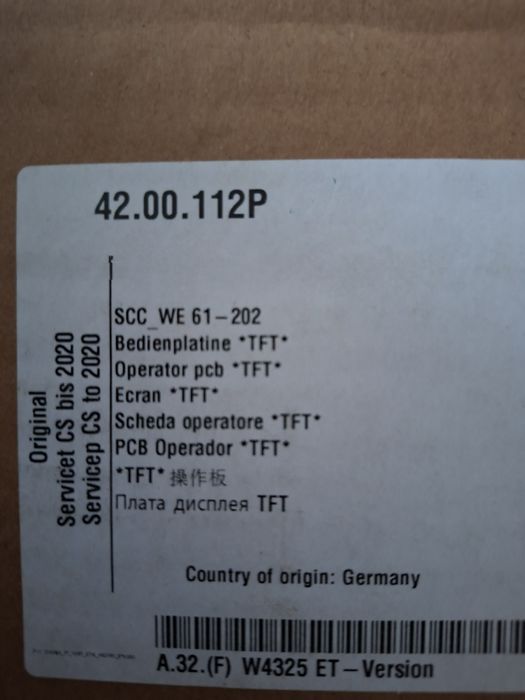 42.00.112P
SCC_WE 61-202
Bedienplatine *TFT*
Operator pcb *TFT*
Ecran *TFT*
Scheda operatore *TFT*
PCB Operador *TFT*
*TFT* 操作板
Плата дисплея TFT
Original
Servicet CS bis 2020
Servicep CS to 2020
Country of origin: Germany
A.32.(F) W4325 ET-Version